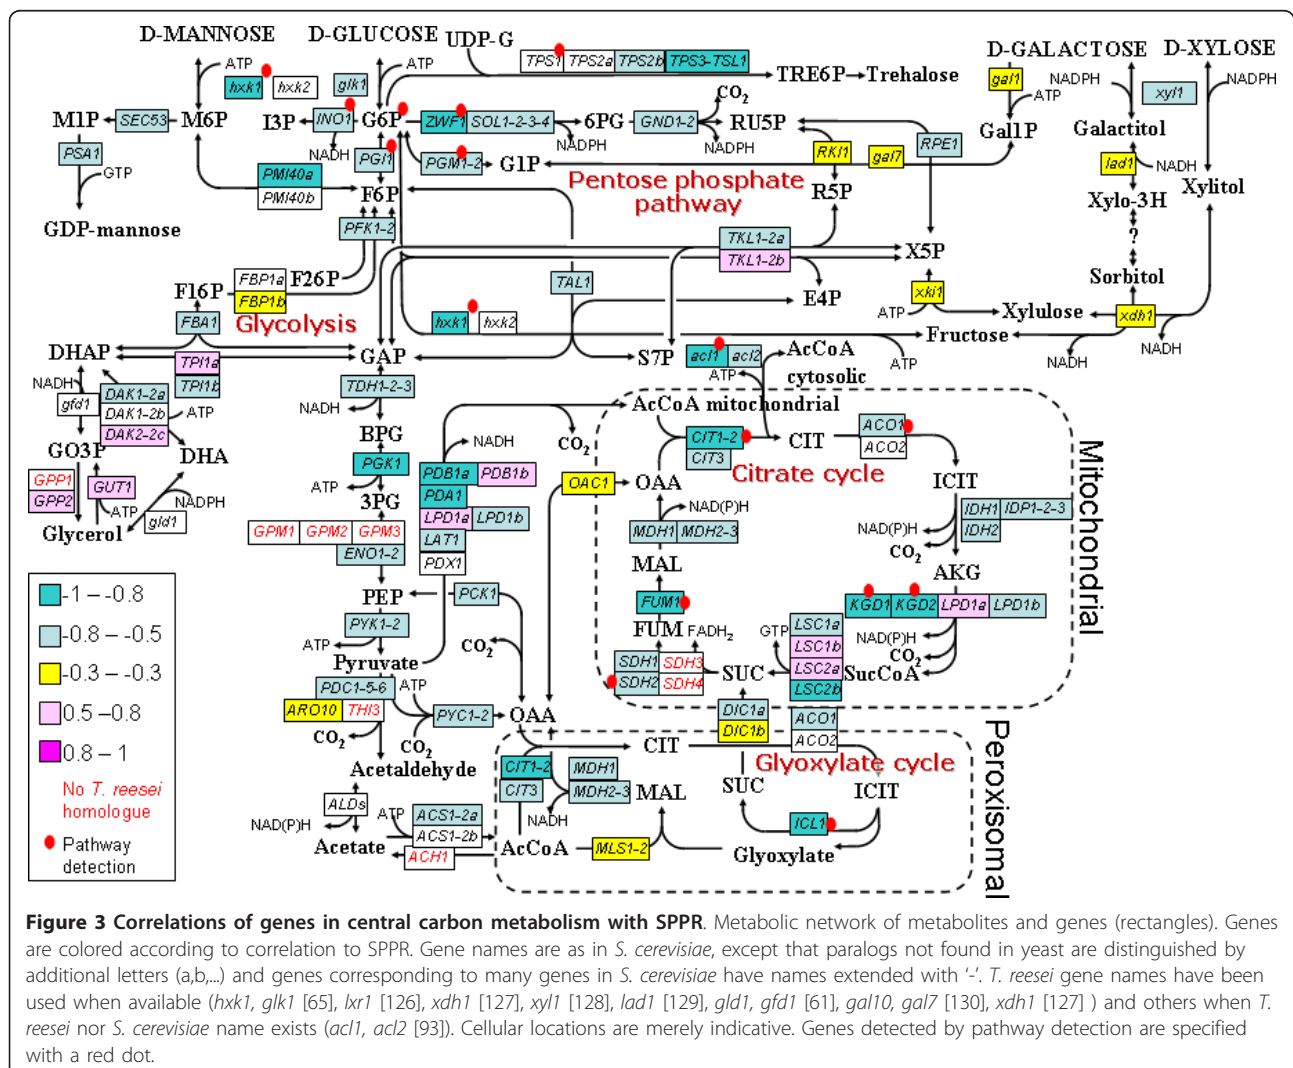 D-MANNOSE D-GLUCOSE UDP-G D-GALACTOSE D-XYLOSE
ATP hxk1 hxk2 glk1 ATP TPS1 TPS2a TPS2b TPS3-TSL1 TRE6P Trehalose gal1 ATP NADPH xyl1 NADPH
M1P SEC53 M6P I3P INO1 G6P ZWF1 SOL1-2-3-4 6PG GND1-2 CO2 RU5P Gal1P Galactitol
PSA1 GTP NADH PGI1 PGM1-2 NADPH G1P NADPH RKI1 gal7 RPE1 lad1 NADH
PMI40a PMI40b F6P Pentose phosphate
pathway
R5P Xylo-3H Xylitol
GDP-mannose PFK1-2 TKL1-2a TKL1-2b X5P ?
F16P FBP1a FBP1b F26P TAL1 E4P xki1 ATP Sorbitol
Glycolysis hxk1 hxk2 Xylulose xdh1
FBA1 Fructose NADH NADH
DHAP TPI1a TPI1b GAP S7P acl1 acl2 AcCoA
cytosolic
ATP ATP
NADH gfd1 DAK1-2a DAK1-2b DAK2-2c ATP TDH1-2-3 NADH AcCoA mitochondrial
GO3P DHA BPG NADH CO2 CIT1-2 CIT3 CIT ACO1 ACO2
GPP1 GPP2 GUT1 ATP NADPH gld1 PGK1 ATP PDB1a PDB1b OAC1 OAA Citrate cycle ICIT
Glycerol 3PG PDA1 NAD(P)H
GPM1 GPM2 GPM3 LPD1a LPD1b MDH1 MDH2-3 NAD(P)H CO2 IDH1 IDH2 IDP1-2-3
ENO1-2 LAT1 PDX1 MAL AKG Mitochondrial
-1 – -0.8
-0.8 – -0.5
-0.3 – -0.3
0.5 –0.8
0.8 – 1
No T. reesei
homologue
Pathway
detection
PEP PCK1 FUM1 KGD1 KGD2 LPD1a LPD1b
PYK1-2 ATP FUM FADH2 GTP LSC1a LSC1b LSC2a LSC2b NAD(P)H CO2
Pyruvate CO2 SDH1 SDH2 SDH3 SDH4 SUC SucCoA
PDC1-5-6 ATP
ARO10 THI3 PYC1-2 OAA DIC1a DIC1b ACO1 ACO2
CO2 CO2 CIT Glyoxylate cycle Peroxisomal
Acetaldehyde CIT1-2 CIT3 MDH1 MDH2-3 MAL SUC ICIT
ALDs NAD(P)H ATP ACS1-2a ACS1-2b NADH ICL1
Acetate ACH1 AcCoA MLS1-2 Glyoxylate
Figure 3 Correlations of genes in central carbon metabolism with SPPR. Metabolic network of metabolites and genes (rectangles). Genes
are colored according to correlation to SPPR. Gene names are as in S. cerevisiae, except that paralogs not found in yeast are distinguished by
additional letters (a,b,...) and genes corresponding to many genes in S. cerevisiae have names extended with ‘-’. T. reesei gene names have been
used when available (hxk1, glk1 [65], lxr1 [126], xdh1 [127], xyl1 [128], lad1 [129], gld1, gfd1 [61], gal10, gal7 [130], xdh1 [127] ) and others when T.
reesei nor S. cerevisiae name exists (acl1, acl2 [93]). Cellular locations are merely indicative. Genes detected by pathway detection are specified
with a red dot.